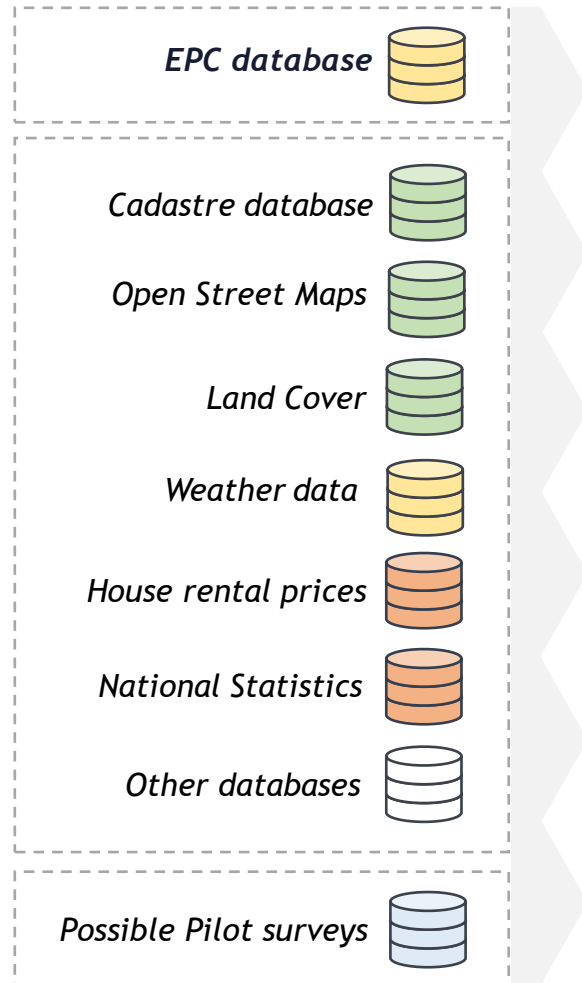 EPC database
Cadastre database
Open Street Maps
Land Cover
Weather data
House rental prices
National Statistics
Other databases
Possible Pilot surveys